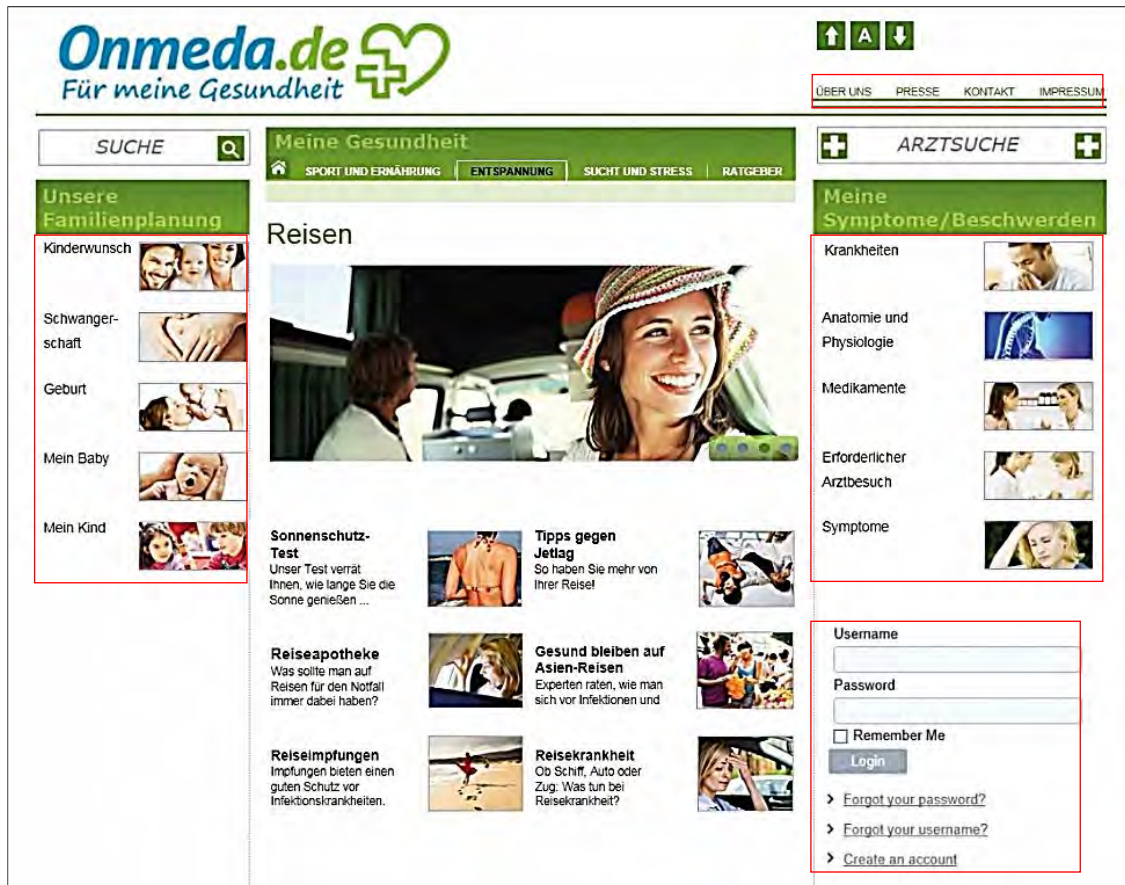 Onmeda.de
Für meine Gesundheit
A
ÜBER UNS PRESSE KONTAKT IMPRESSUM
SUCHE
Unsere
Familienplanung
Kinderwunsch
Schwanger-
schaft
Geburt
Mein Baby
Mein Kind
Meine Gesundheit
SPORT UND ERNÄHRUNG ENTSPANNUNG SUCHT UND STRESS RATGEBER
Reisen
Sonnenschutz-
Test
Unser Test verrät
Ihnen, wie lange Sie die
Sonne genießen ...
Tipps gegen
Jetlag
So haben Sie mehr von
Ihrer Reise!
Reiseapotheke
Was sollte man auf
Reisen für den Notfall
immer dabei haben?
Gesund bleiben auf
Asien-Reisen
Experten raten, wie man
sich vor Infektionen und
Reiseimpfungen
Impfungen bieten einen
guten Schutz vor
Infektionskrankheiten.
Reisekrankheit
Ob Schiff, Auto oder
Zug: Was tun bei
Reisekrankheit?
ARZTSUCHE
Meine
Symptome/Beschwerden
Krankheiten
Anatomie und
Physiologie
Medikamente
Erforderlicher
Arztbesuch
Symptome
Username
Password
Remember Me
Login
Forgot your password?
Forgot your username?
Create an account